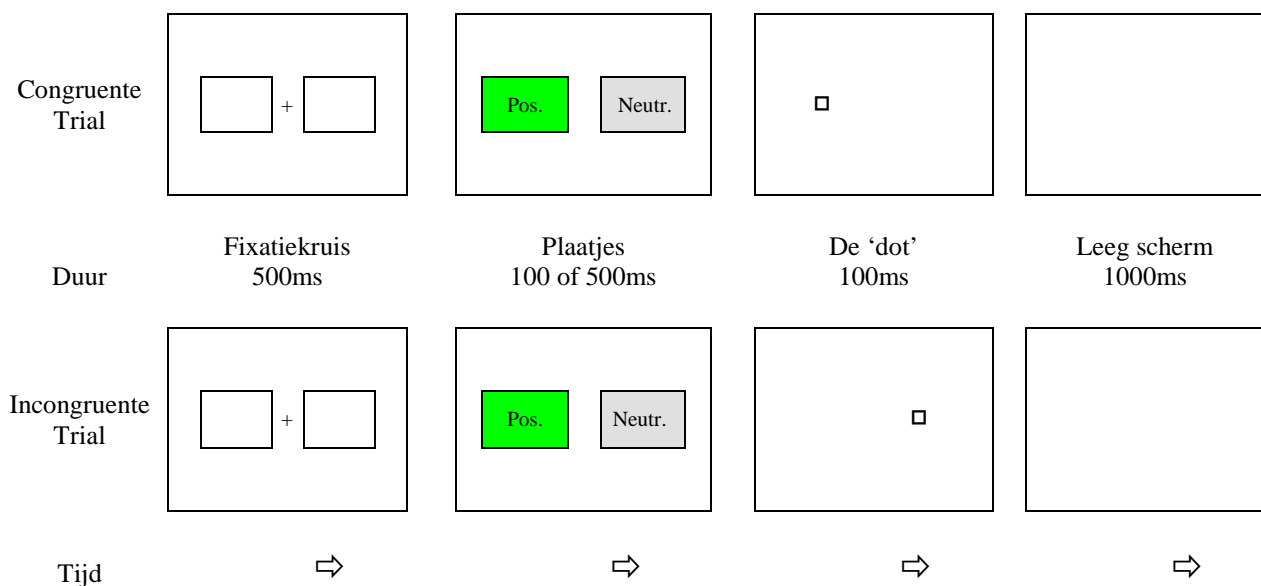 Congruente
Trial
+
Pos.
Neutr.
Duur
Fixatiekruis
500ms
Plaatjes
100 of 500ms
De ‘dot’
100ms
Leeg scherm
1000ms
Incongruente
Trial
+
Pos.
Neutr.
Tijd